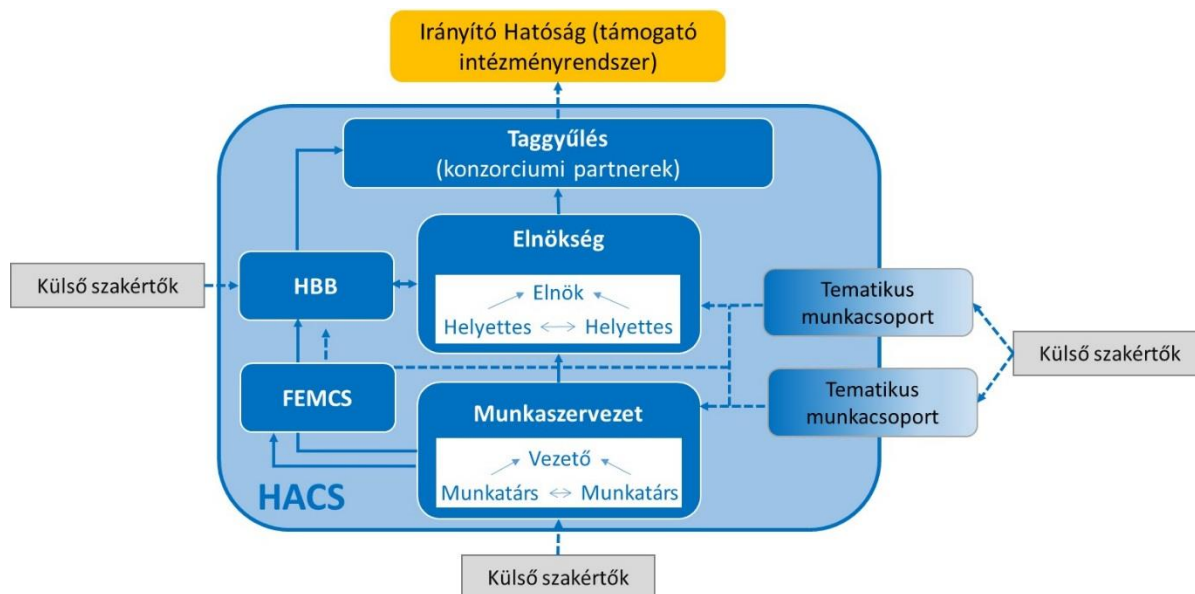 Irányító Hatóság (támogató
intézményrendszer)
Taggyűlés
(konzorciumi partnerek)
Elnökség
Elnök
Helyettes
Helyettes
Külső szakértők
HBB
Tematikus
munkacsoport
Külső szakértők
FEMCS
Tematikus
munkacsoport
Munkaszervezet
Vezető
Munkatárs
Munkatárs
HACS
Külső szakértők